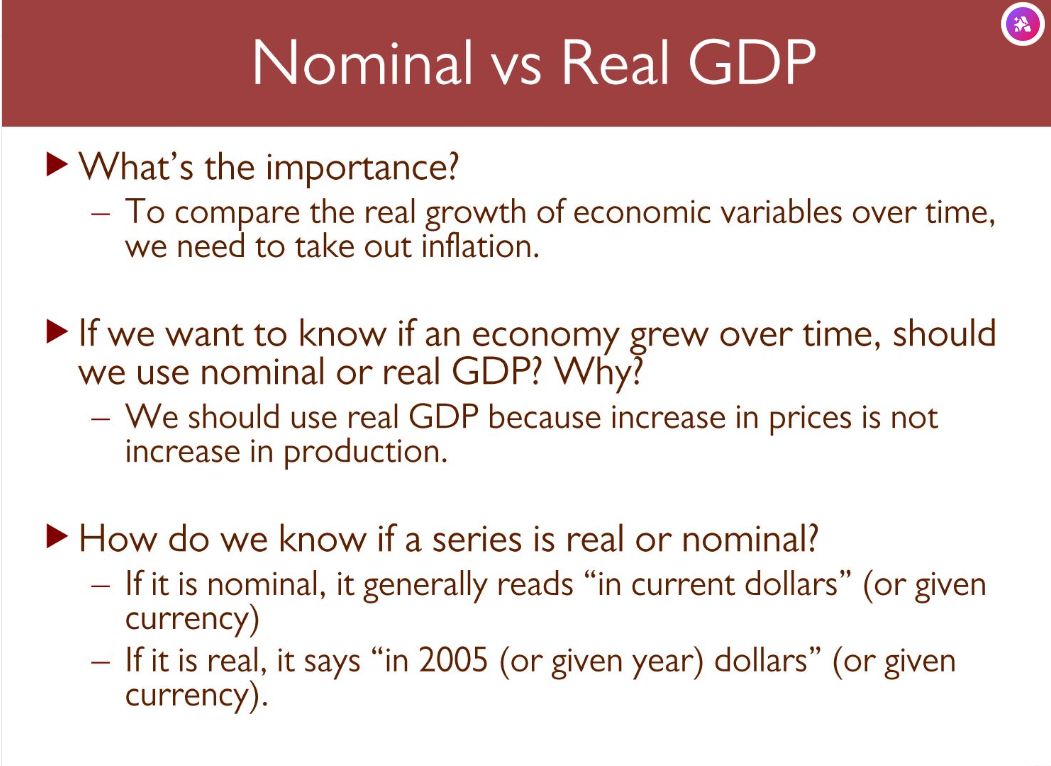 Nominal vs Real GDP
What’s the importance?
– To compare the real growth of economic variables over time,
we need to take out inflation.
If we want to know if an economy grew over time, should
we use nominal or real GDP? Why?
– We should use real GDP because increase in prices is not
increase in production.
How do we know if a series is real or nominal?
– If it is nominal, it generally reads “in current dollars” (or given
currency)
– If it is real, it says “in 2005 (or given year) dollars” (or given
currency).